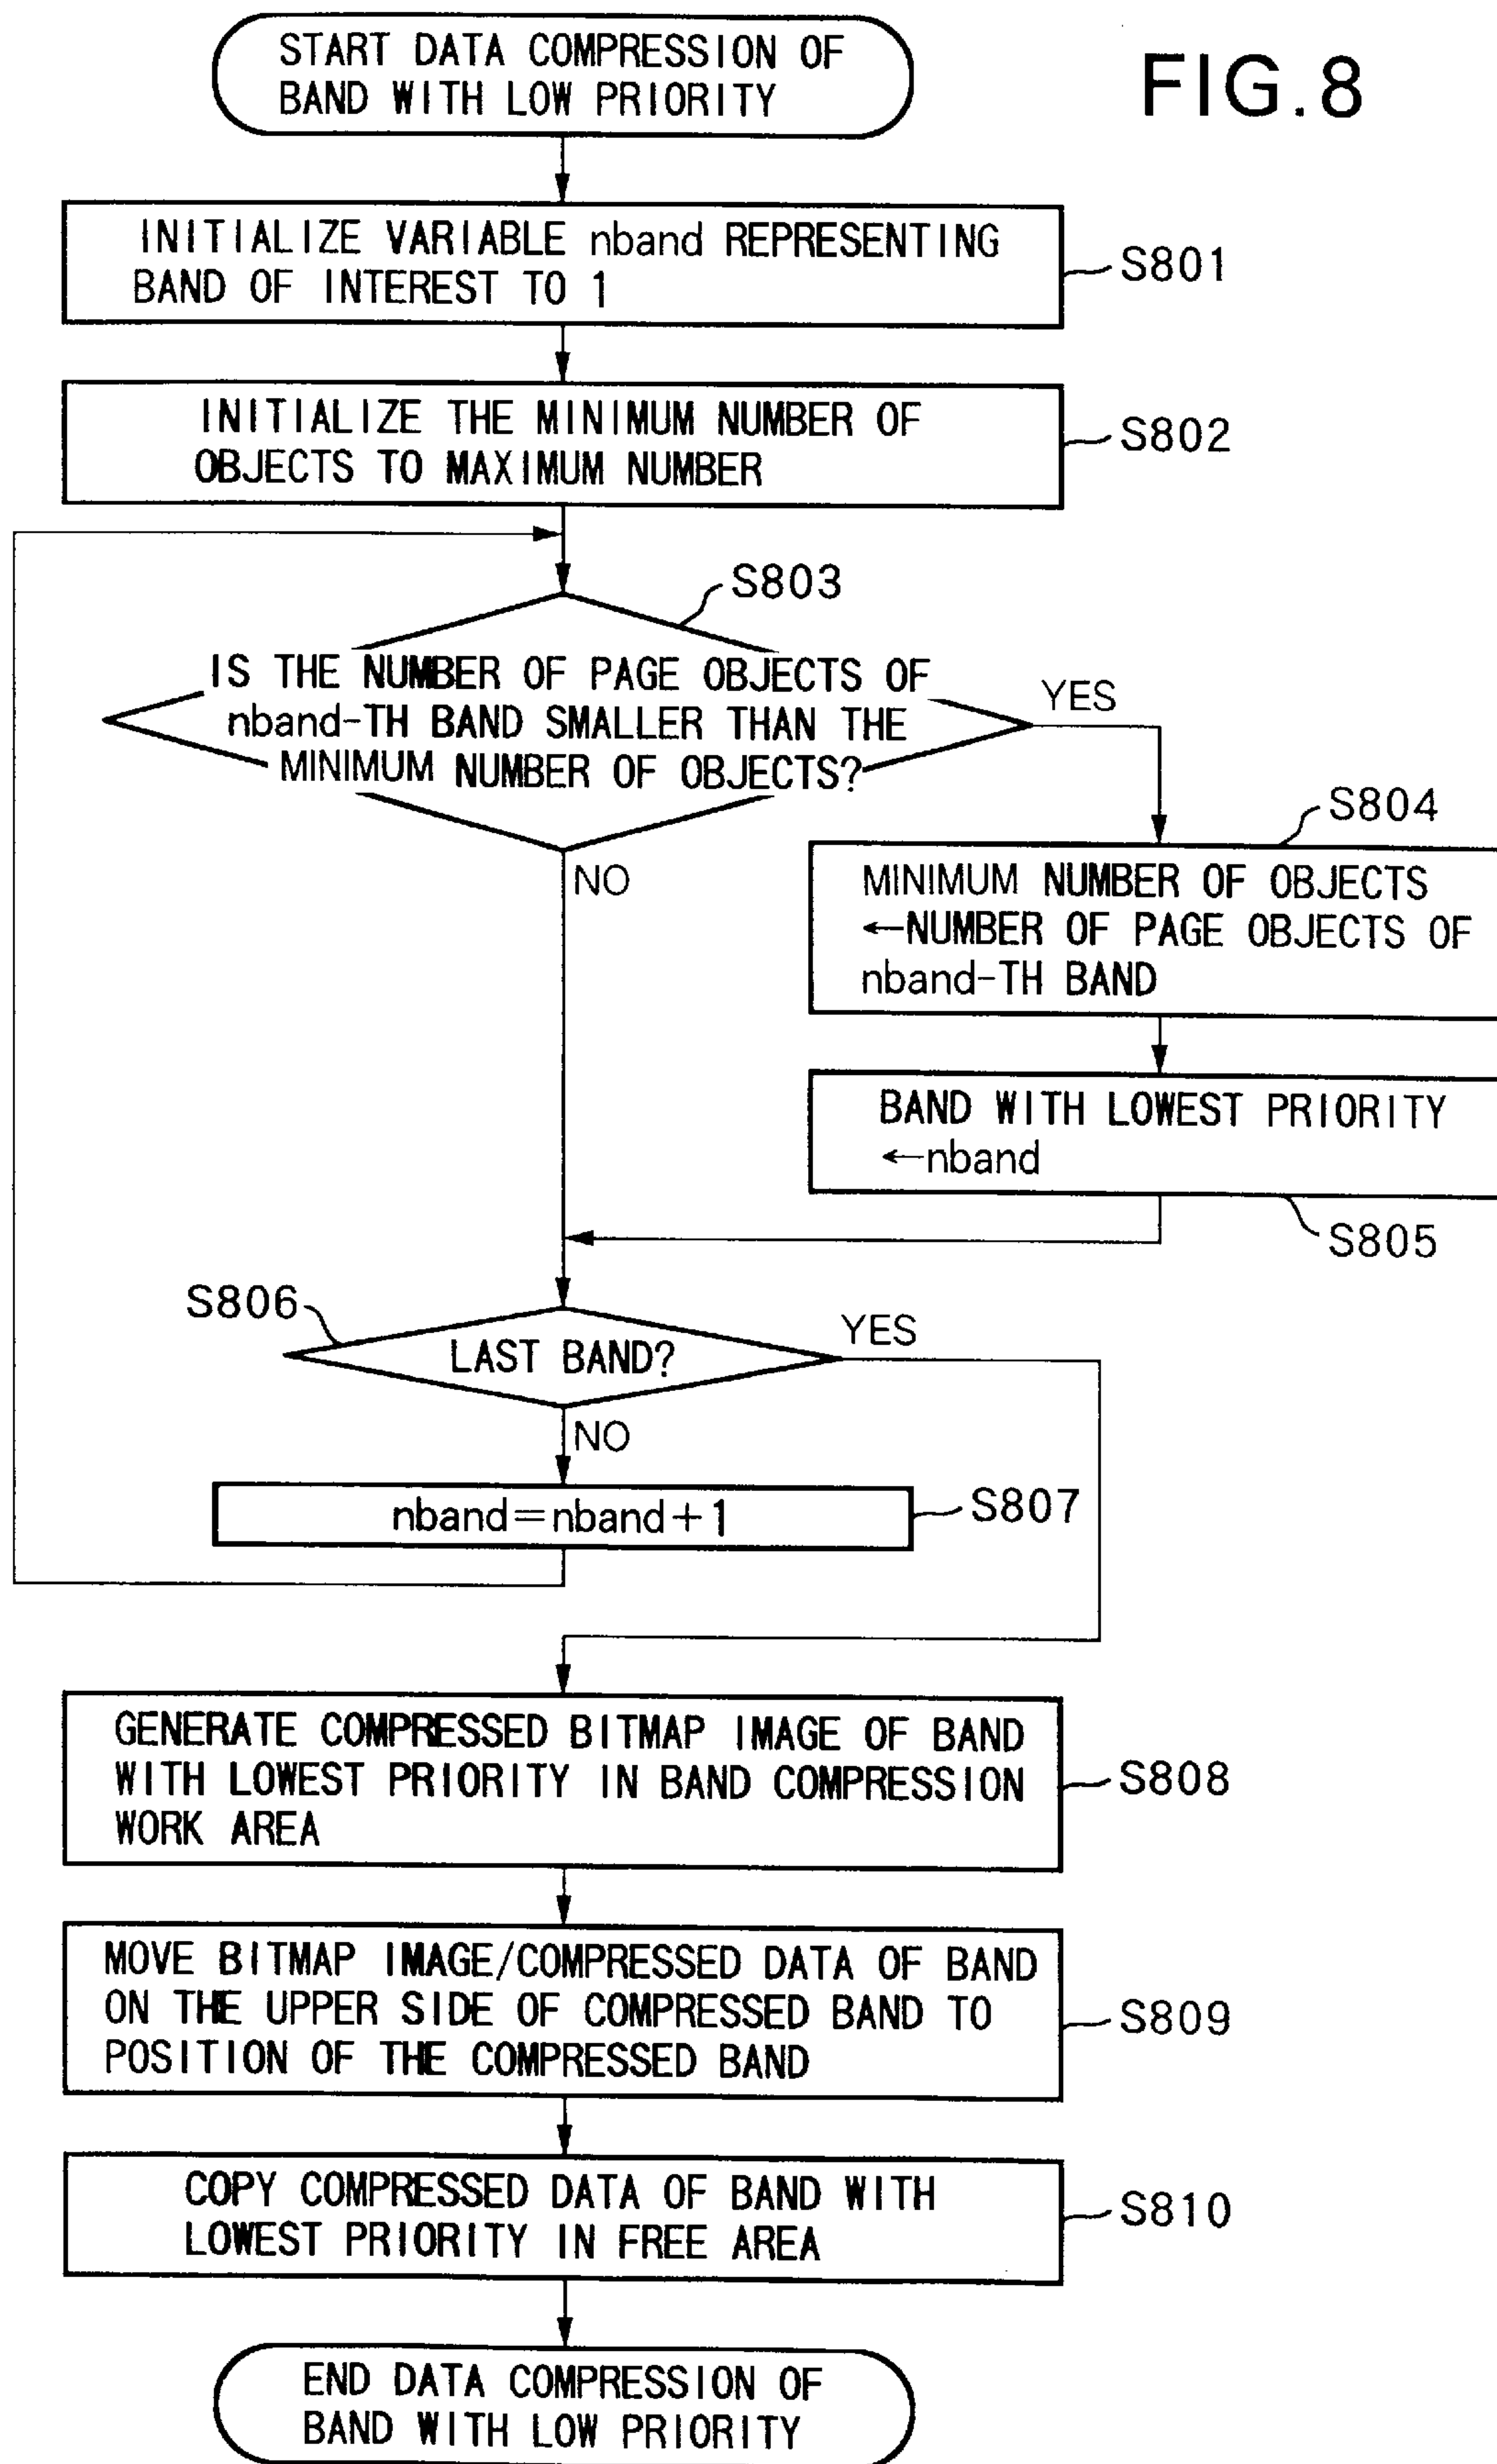 START DATA COMPRESSION OF
BAND WITH LOW PRIORITY
FIG.8
INITIALIZE VARIABLE nband REPRESENTING
BAND OF INTEREST TO 1
S801
INITIALIZE THE MINIMUM NUMBER OF
OBJECTS TO MAXIMUM NUMBER
S802
S803
IS THE NUMBER OF PAGE OBJECTS OF
nband-TH BAND SMALLER THAN THE
MINIMUM NUMBER OF OBJECTS?
YES
NO
S804
MINIMUM NUMBER OF OBJECTS
←NUMBER OF PAGE OBJECTS OF
nband-TH BAND
BAND WITH LOWEST PRIORITY
←nband
S805
S806
LAST BAND?
YES
NO
nband=nband+1
S807
GENERATE COMPRESSED BITMAP IMAGE OF BAND
WITH LOWEST PRIORITY IN BAND COMPRESSION
WORK AREA
S808
MOVE BITMAP IMAGE/COMPRESSED DATA OF BAND
ON THE UPPER SIDE OF COMPRESSED BAND TO
POSITION OF THE COMPRESSED BAND
S809
COPY COMPRESSED DATA OF BAND WITH
LOWEST PRIORITY IN FREE AREA
S810
END DATA COMPRESSION OF
BAND WITH LOW PRIORITY